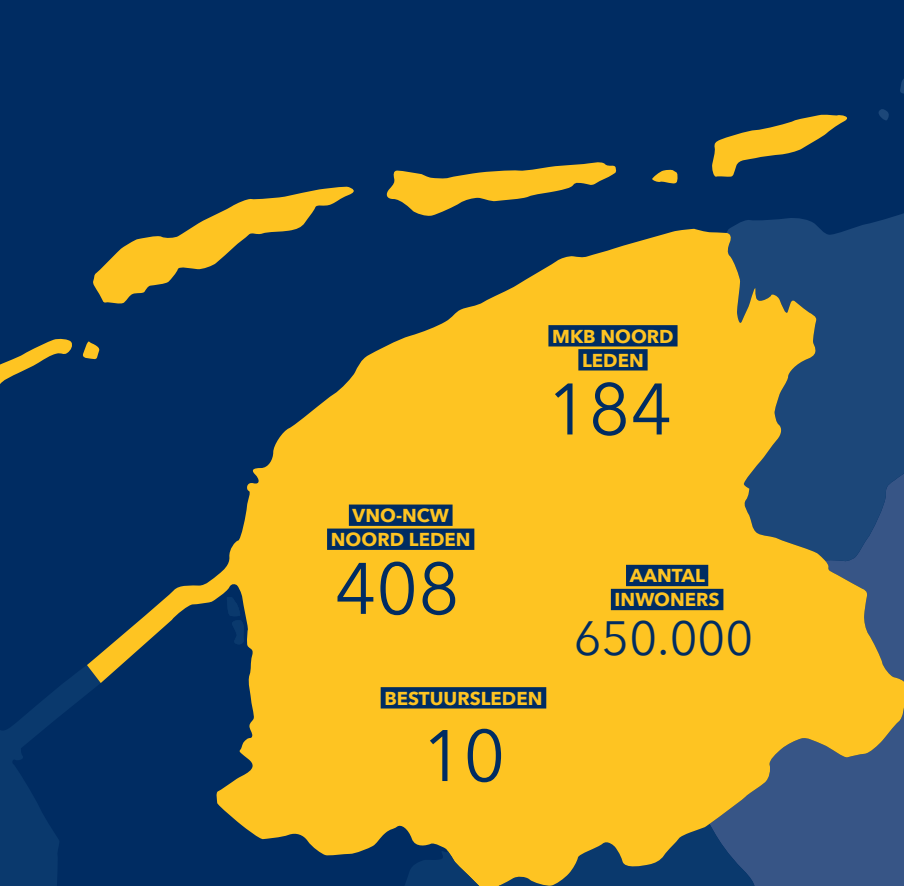 MKB NOORD
LEDEN
184
VNO-NCW
NOORD LEDEN
408
AANTAL
INWONERS
650.000
BESTUURSLEDEN
10